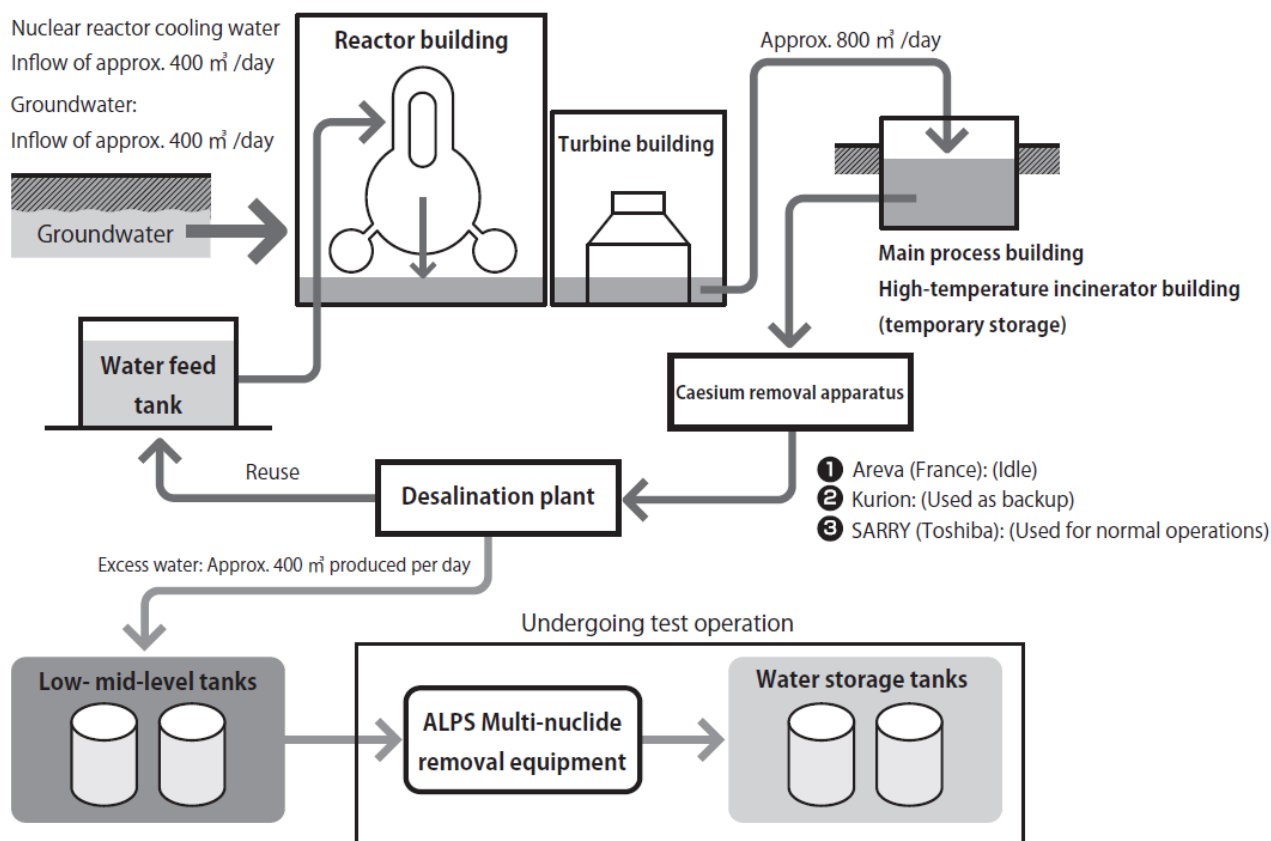 Nuclear reactor cooling water
Inflow of approx. 400 ㎥ /day
Groundwater:
Inflow of approx. 400 ㎥ /day
Groundwater
Reactor building
Turbine building
Approx. 800 ㎥ /day
Main process building
High-temperature incinerator building
(temporary storage)
Water feed
tank
Caesium removal apparatus
❶ Areva (France): (Idle)
❷ Kurion: (Used as backup)
❸ SARRY (Toshiba): (Used for normal operations)
Reuse
Desalination plant
Excess water: Approx. 400 ㎥ produced per day
Undergoing test operation
Low- mid-level tanks
ALPS Multi-nuclide
removal equipment
Water storage tanks